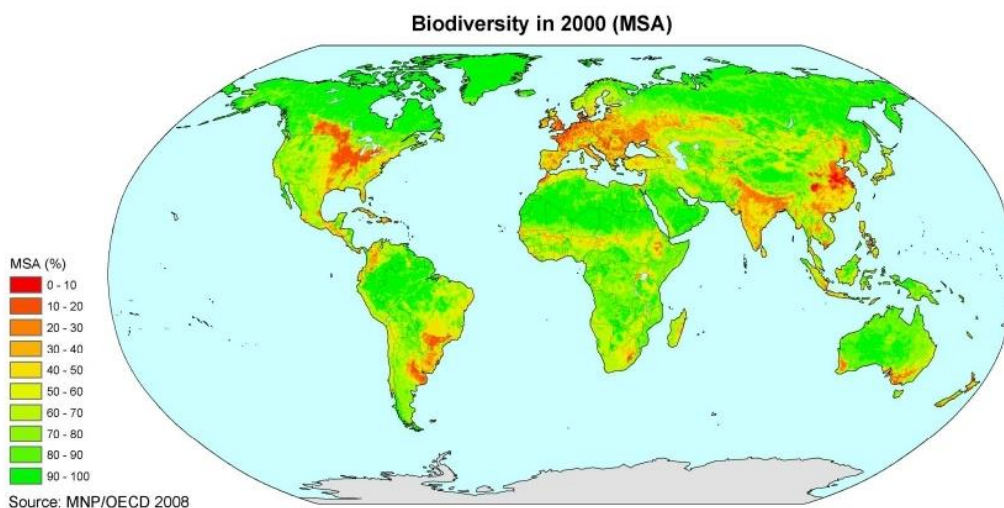 Biodiversity in 2000 (MSA)
MSA (%)
0 - 10
10 - 20
20 - 30
30 - 40
40 - 50
50 - 60
60 - 70
70 - 80
80 - 90
90 - 100
Source: MNP/OECD 2008